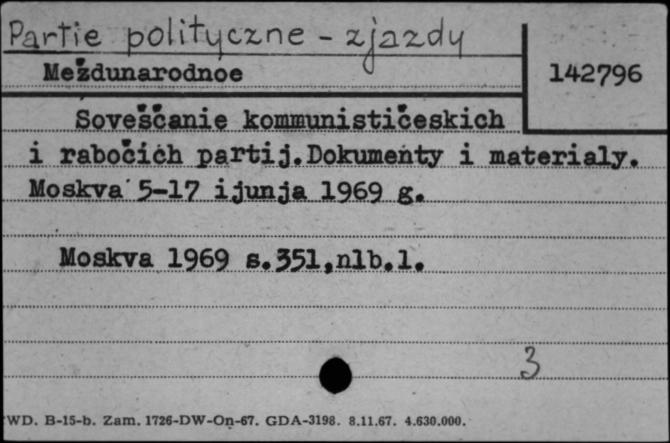 Partie polityczne - zjazdy
Meždunarodnoe
142796
Soveščanie kommunističeskich
i rabočich partij.Dokumenty i materialy.
Moskva 5-17 ijunja 1969 g.
Moskva 1969 s.351,nlb.1.
3
WD. B-15-b. Zam. 1726-DW-On-67. GDA-3198. 8.11.67. 4.630.000.